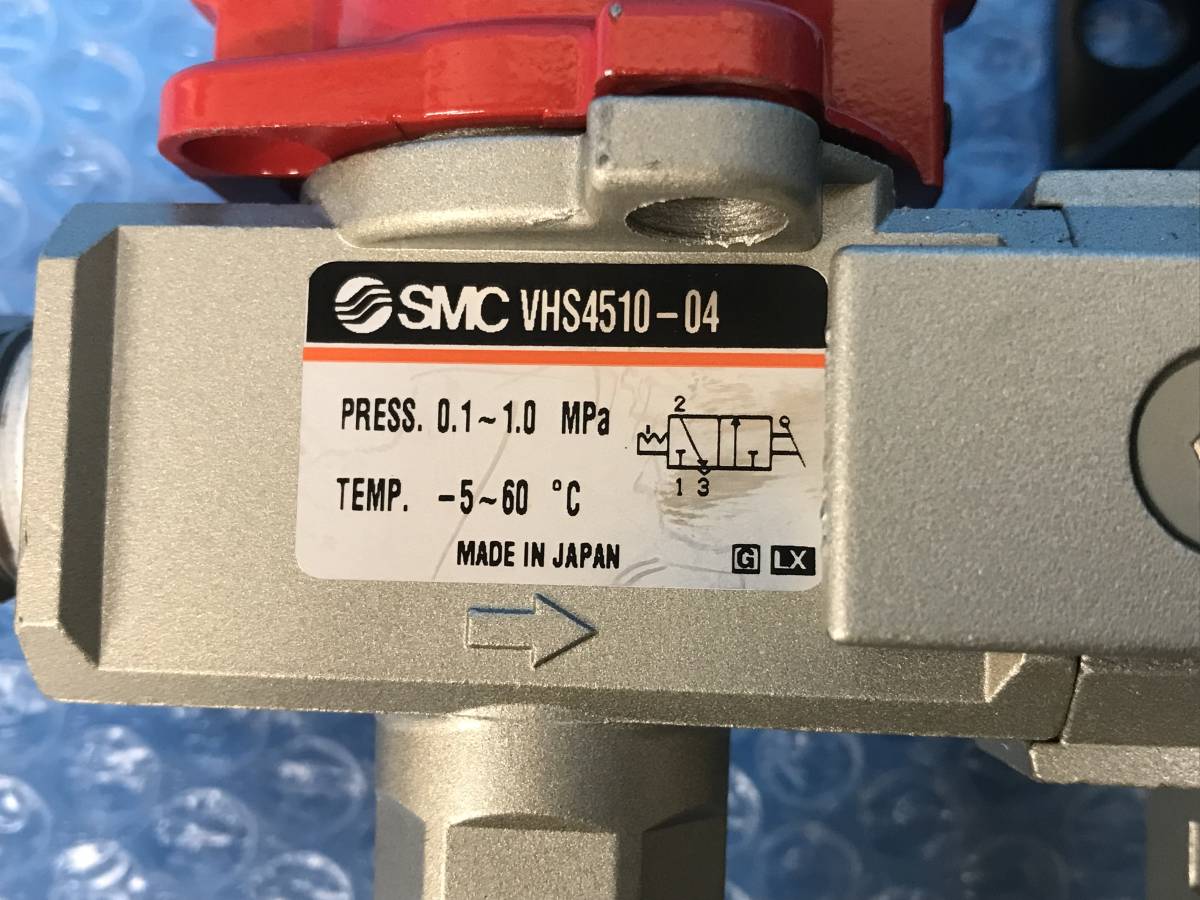 SMC VHS4510-04
PRESS. 0.1~1.0 MPa
TEMP. -5~60 °C
2
1 3
MADE IN JAPAN
G LX